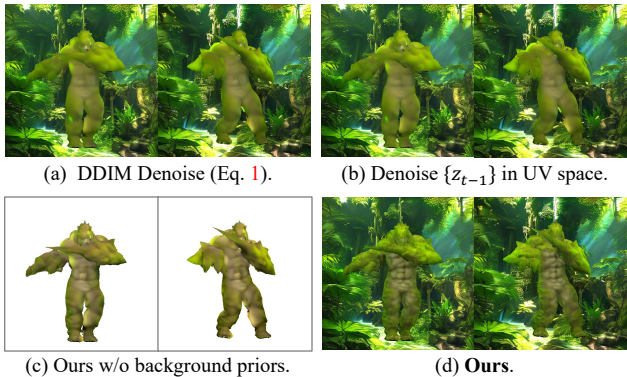 (a) DDIM Denoise (Eq. 1).
(b) Denoise {z_{t−1}} in UV space.
(c) Ours w/o background priors.
(d) Ours.